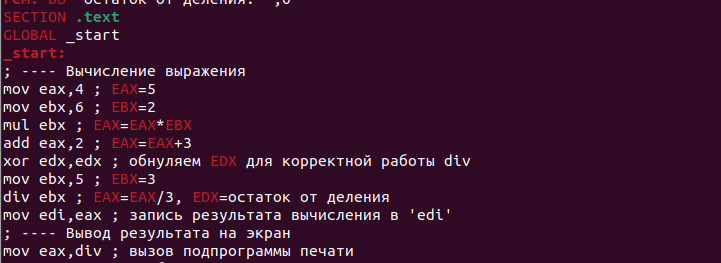 rem: DB 'Остаток от деления: ',0
SECTION .text
GLOBAL _start
_start:
; ---- Вычисление выражения
mov eax,4 ; EAX=5
mov ebx,6 ; EBX=2
mul ebx ; EAX=EAX*EBX
add eax,2 ; EAX=EAX+3
xor edx,edx ; обнуляем EDX для корректной работы div
mov ebx,5 ; EBX=3
div ebx ; EAX=EAX/3, EDX=остаток от деления
mov edi,eax ; запись результата вычисления в 'edi'
; ---- Вывод результата на экран
mov eax,div ; вызов подпрограммы печати